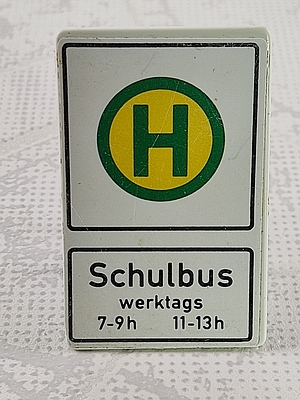 H
Schulbus
werktags
7-9h 11-13h